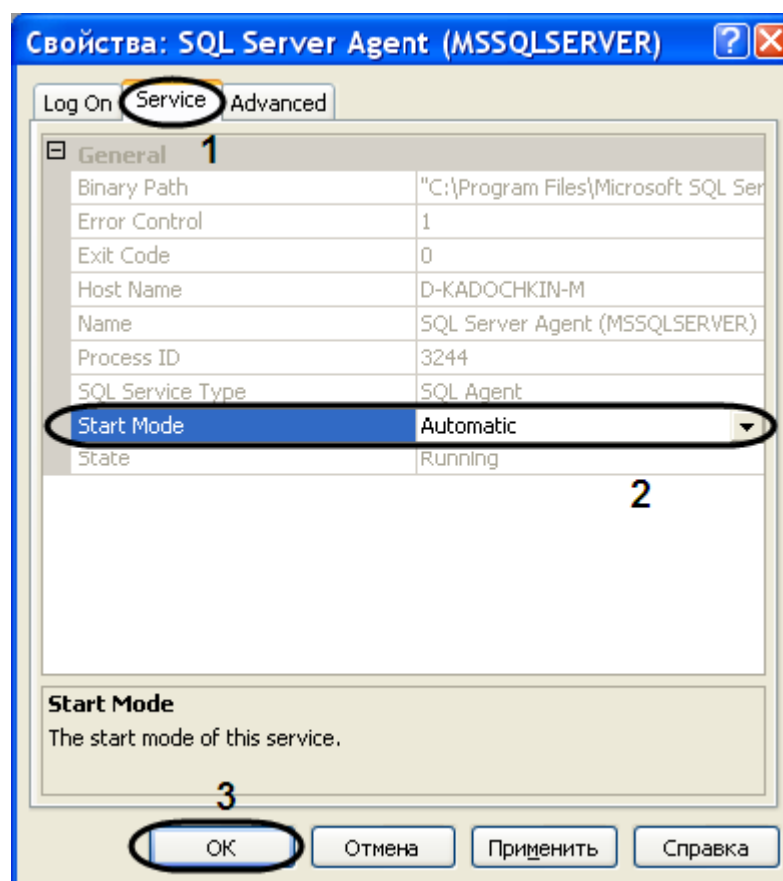 Свойства: SQL Server Agent (MSSQLSERVER)
Log On Service Advanced
1
General
Binary Path "C:\Program Files\Microsoft SQL Ser
Error Control 1
Exit Code 0
Host Name D-KADOCHKIN-M
Name SQL Server Agent (MSSQLSERVER)
Process ID 3244
SQL Service Type SQL Agent
Start Mode Automatic
State Running
2
Start Mode
The start mode of this service.
3
ОК Отмена Применить Справка